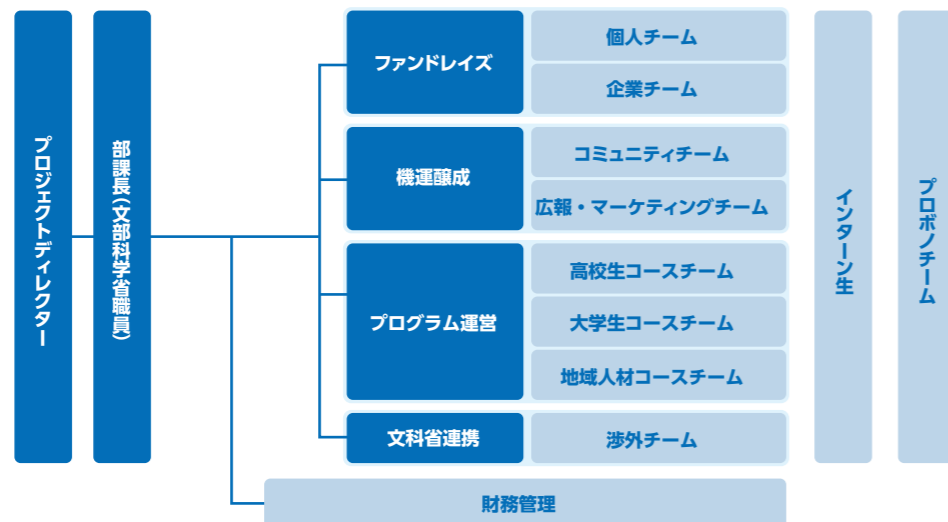 プロジェクトディレクター
部課長(文部科学省職員)
ファンドレイズ
個人チーム
企業チーム
機運醸成
コミュニティチーム
広報・マーケティングチーム
プログラム運営
高校生コースチーム
大学生コースチーム
地域人材コースチーム
文科省連携
渉外チーム
財務管理
インターン生
プロボノチーム